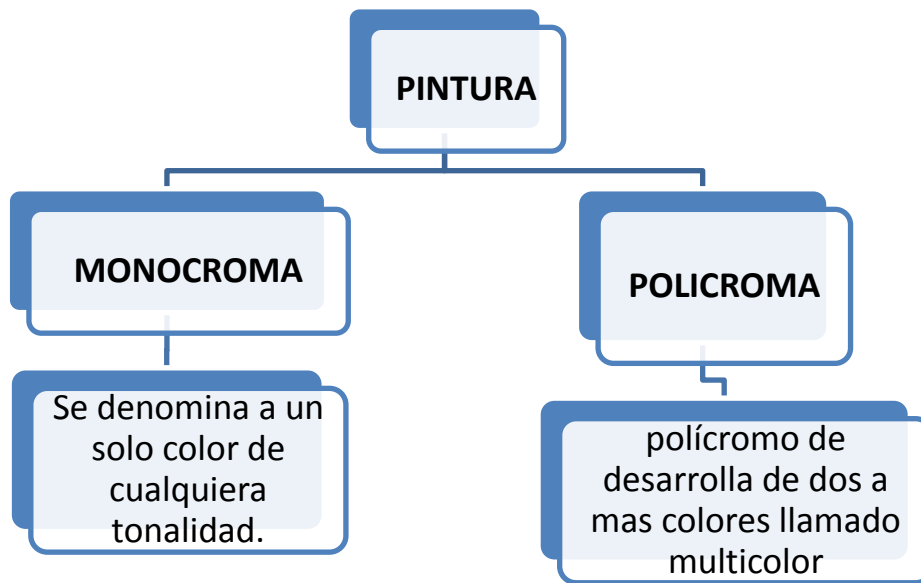 PINTURA
MONOCROMA
POLICROMA
Se denomina a un
solo color de
cualquiera
tonalidad.
polícromo de
desarrolla de dos a
mas colores llamado
multicolor